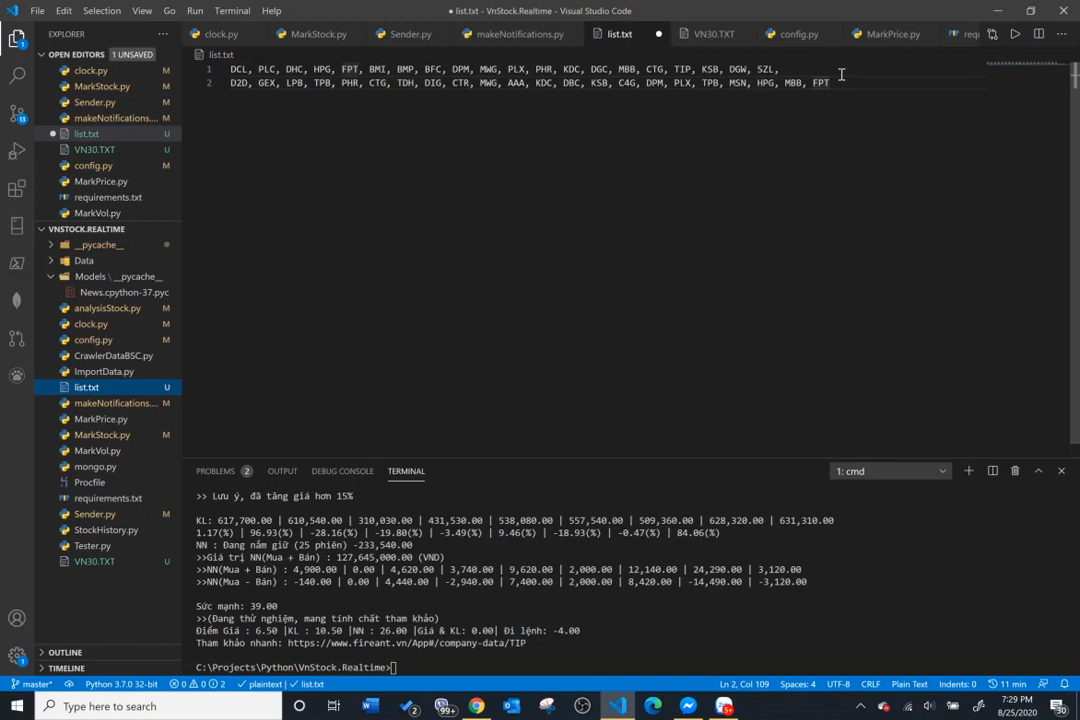 File Edit Selection View Go Run Terminal Help
● list.txt - VnStock.Realtime - Visual Studio Code
EXPLORER
clock.py MarkStock.py Sender.py makeNotifications.py list.txt VN30.TXT config.py MarkPrice.py
OPEN EDITORS 1 UNSAVED
clock.py M
MarkStock.py M
Sender.py M
makeNotifications.... M
list.txt U
VN30.TXT U
config.py M
MarkPrice.py
requirements.txt
MarkVol.py
VNSTOCK.REALTIME
__pycache__
Data
Models \ __pycache__
News.cpython-37.pyc
analysisStock.py M
clock.py M
config.py M
CrawlerDataBSC.py
ImportData.py
list.txt U
makeNotifications.... M
MarkPrice.py
MarkStock.py M
MarkVol.py
mongo.py
Procfile
requirements.txt
Sender.py M
StockHistory.py
Tester.py
VN30.TXT U
OUTLINE
TIMELINE
list.txt
1 DCL, PLC, DHC, HPG, FPT, BMI, BMP, BFC, DPM, MWG, PLX, PHR, KDC, DGC, MBB, CTG, TIP, KSB, DGW, SZL,
2 D2D, GEX, LPB, TPB, PHR, CTG, TDH, DIG, CTR, MWG, AAA, KDC, DBC, KSB, C4G, DPM, PLX, TPB, MSN, HPG, MBB, FPT
PROBLEMS 2 OUTPUT DEBUG CONSOLE TERMINAL 1: cmd
>> Lưu ý, đã tăng giá hơn 15%
KL: 617,700.00 | 610,540.00 | 310,030.00 | 431,530.00 | 538,080.00 | 557,540.00 | 509,360.00 | 628,320.00 | 631,310.00
1.17(%) | 96.93(%) | -28.16(%) | -19.80(%) | -3.49(%) | 9.46(%) | -18.93(%) | -0.47(%) | 84.06(%)
NN : Đang nắm giữ (25 phiên) -233,540.00
>>Giá trị NN(Mua + Bán) : 127,645,000.00 (VND)
>>NN(Mua + Bán) : 4,900.00 | 0.00 | 4,620.00 | 3,740.00 | 9,620.00 | 2,000.00 | 12,140.00 | 24,290.00 | 3,120.00
>>NN(Mua - Bán) : -140.00 | 0.00 | 4,440.00 | -2,940.00 | 7,400.00 | 2,000.00 | 8,420.00 | -14,490.00 | -3,120.00
Sức mạnh: 39.00
>>(Đang thử nghiệm, mang tính chất tham khảo)
Điểm Giá : 6.50 |KL : 10.50 |NN : 26.00 |Giá & KL: 0.00| Đi lệnh: -4.00
Tham khảo nhanh: https://www.fireant.vn/App#/company-data/TIP
C:\Projects\Python\VnStock.Realtime>
master* Python 3.7.0 32-bit 0 0 2 plaintext | list.txt Ln 2, Col 109 Spaces: 4 UTF-8 CRLF Plain Text Indents: 0 11 min
Type here to search
7:29 PM
8/25/2020